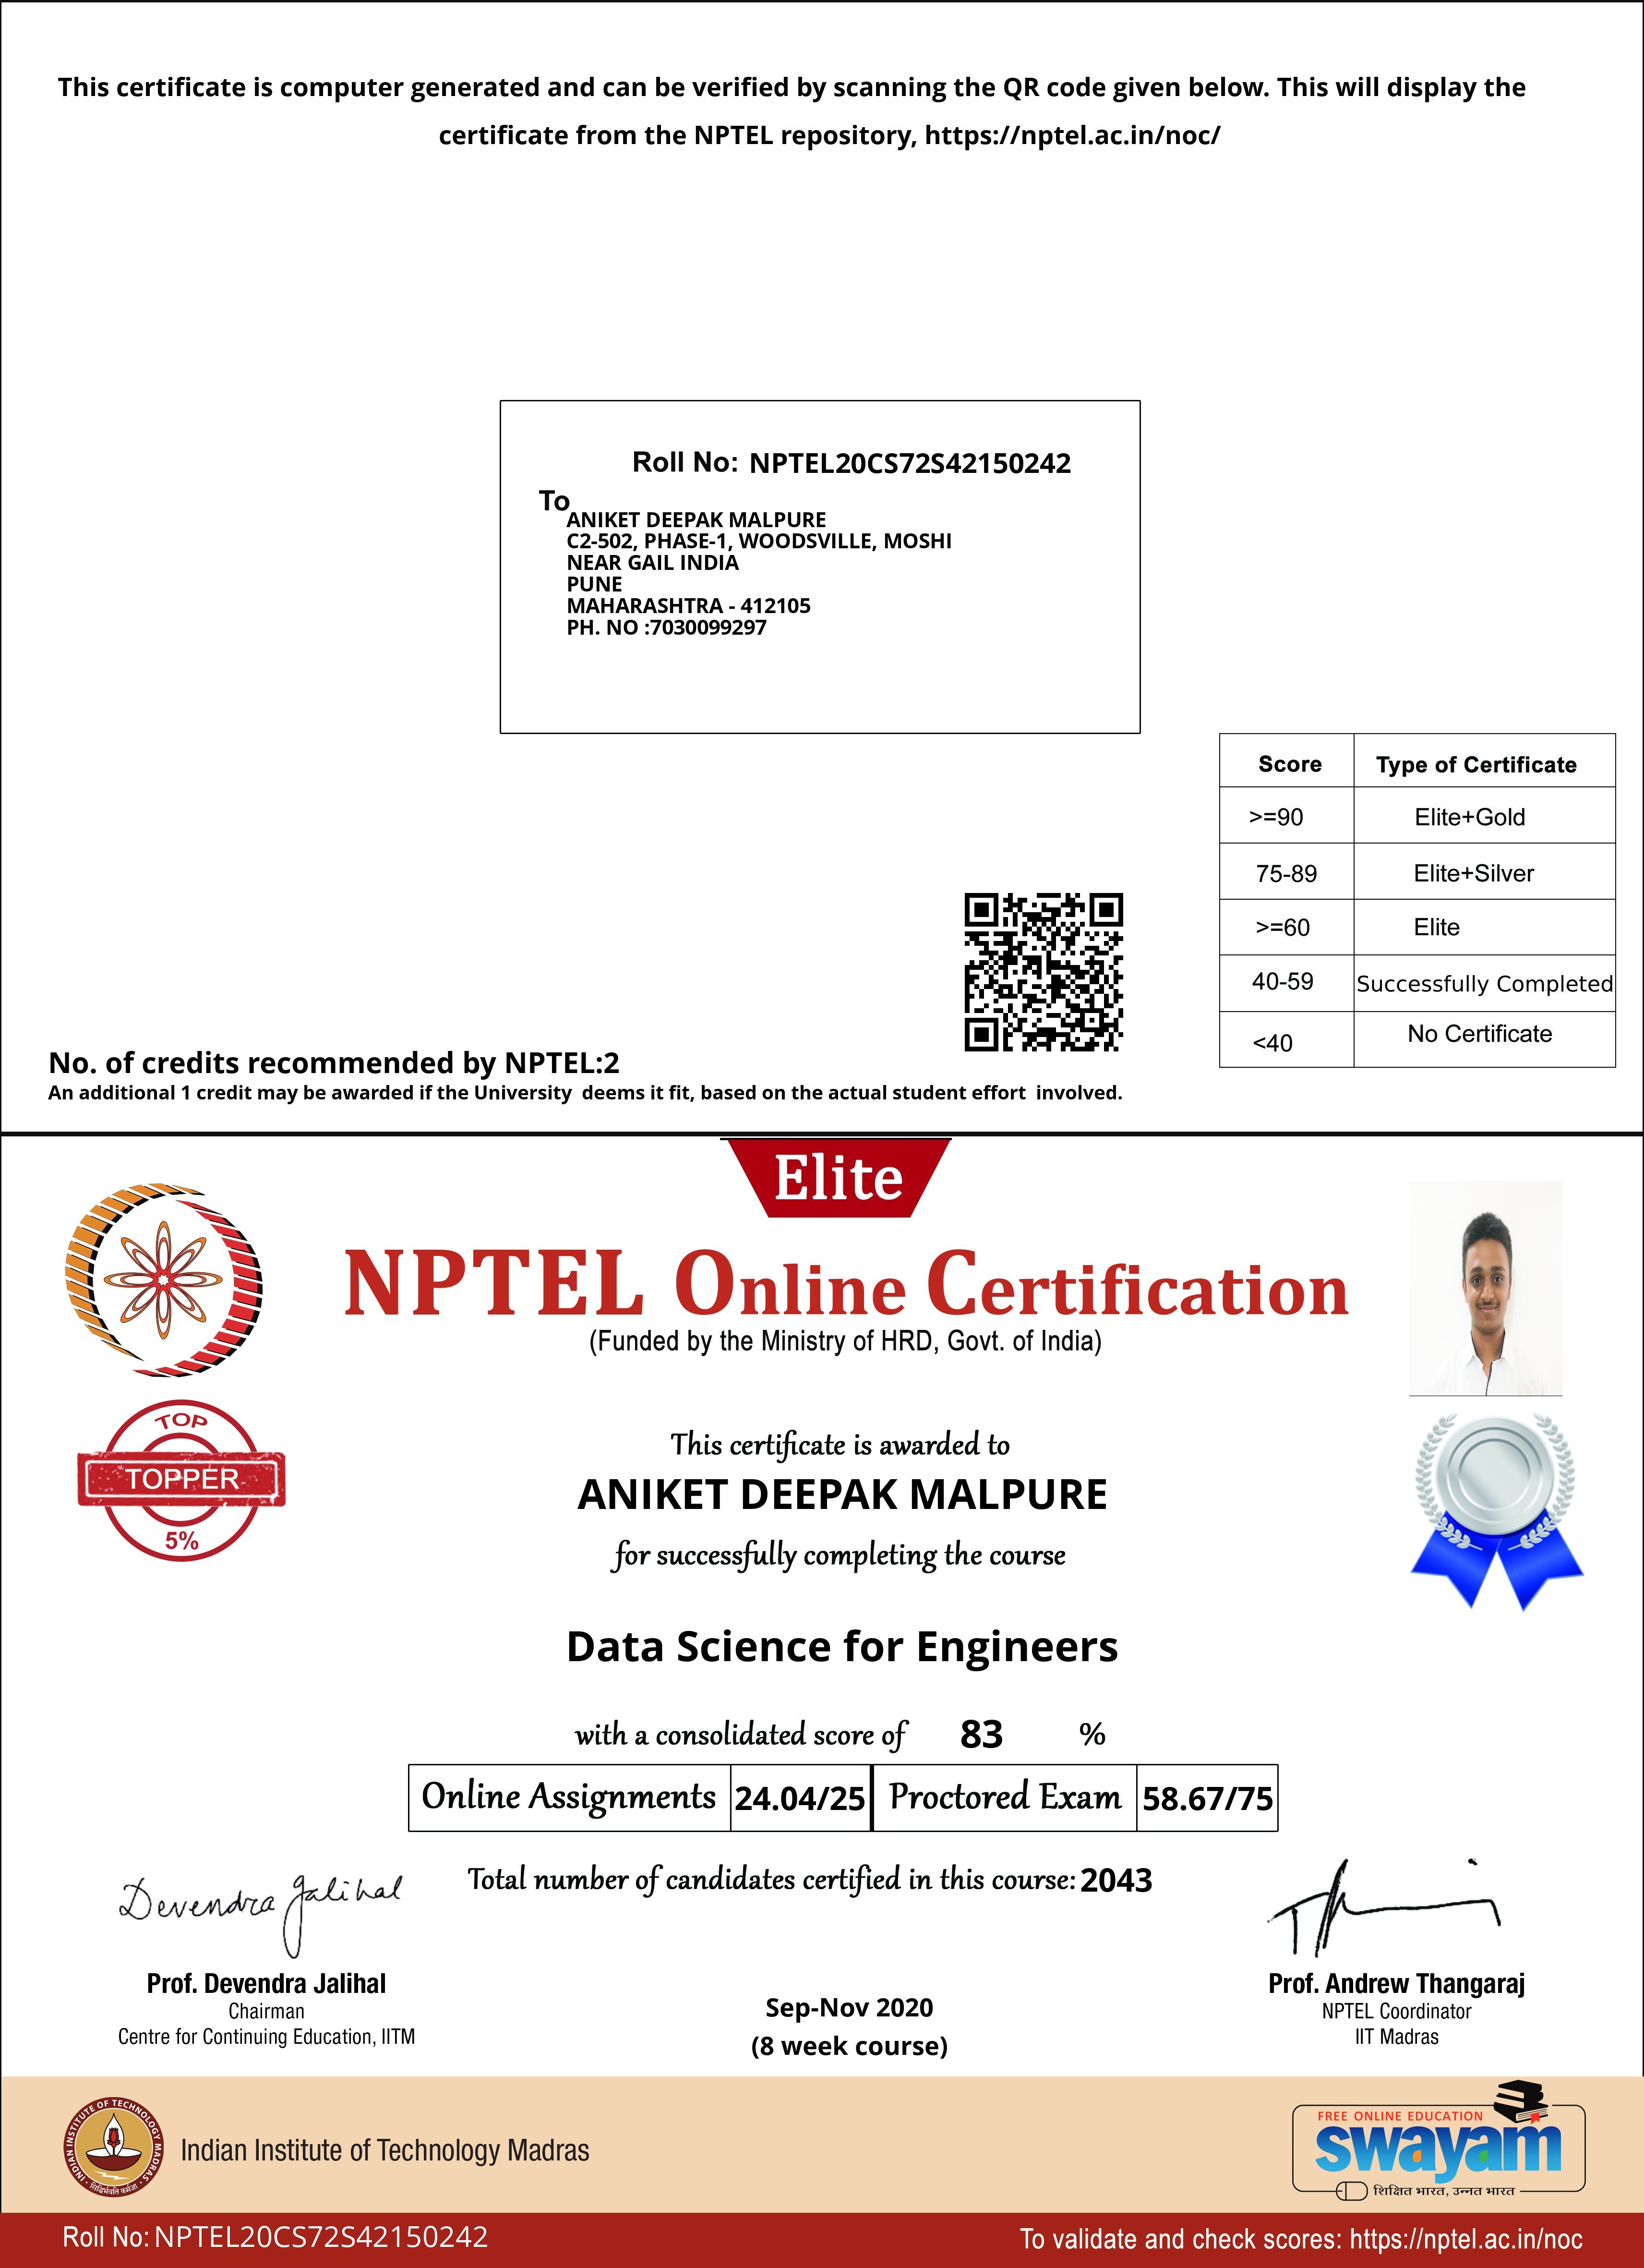 This certificate is computer generated and can be verified by scanning the QR code given below. This will display the
certificate from the NPTEL repository, https://nptel.ac.in/noc/
Roll No: NPTEL20CS72S42150242
To
ANIKET DEEPAK MALPURE
C2-502, PHASE-1, WOODSVILLE, MOSHI
NEAR GAIL INDIA
PUNE
MAHARASHTRA - 412105
PH. NO :7030099297
Score Type of Certificate
>=90 Elite+Gold
75-89 Elite+Silver
>=60 Elite
40-59 Successfully Completed
<40 No Certificate
No. of credits recommended by NPTEL:2
An additional 1 credit may be awarded if the University deems it fit, based on the actual student effort involved.
Elite
NPTEL Online Certification
(Funded by the Ministry of HRD, Govt. of India)
TOP
TOPPER
5%
This certificate is awarded to
ANIKET DEEPAK MALPURE
for successfully completing the course
Data Science for Engineers
with a consolidated score of 83 %
Online Assignments 24.04/25 Proctored Exam 58.67/75
Total number of candidates certified in this course: 2043
Devendra Jalihal
Prof. Devendra Jalihal
Chairman
Centre for Continuing Education, IITM
Sep-Nov 2020
(8 week course)
Prof. Andrew Thangaraj
NPTEL Coordinator
IIT Madras
INDIAN INSTITUTE OF TECHNOLOGY MADRAS
सिद्धिर्भवति कर्मजा
Indian Institute of Technology Madras
FREE ONLINE EDUCATION
swayam
शिक्षित भारत, उन्नत भारत
Roll No: NPTEL20CS72S42150242
To validate and check scores: https://nptel.ac.in/noc